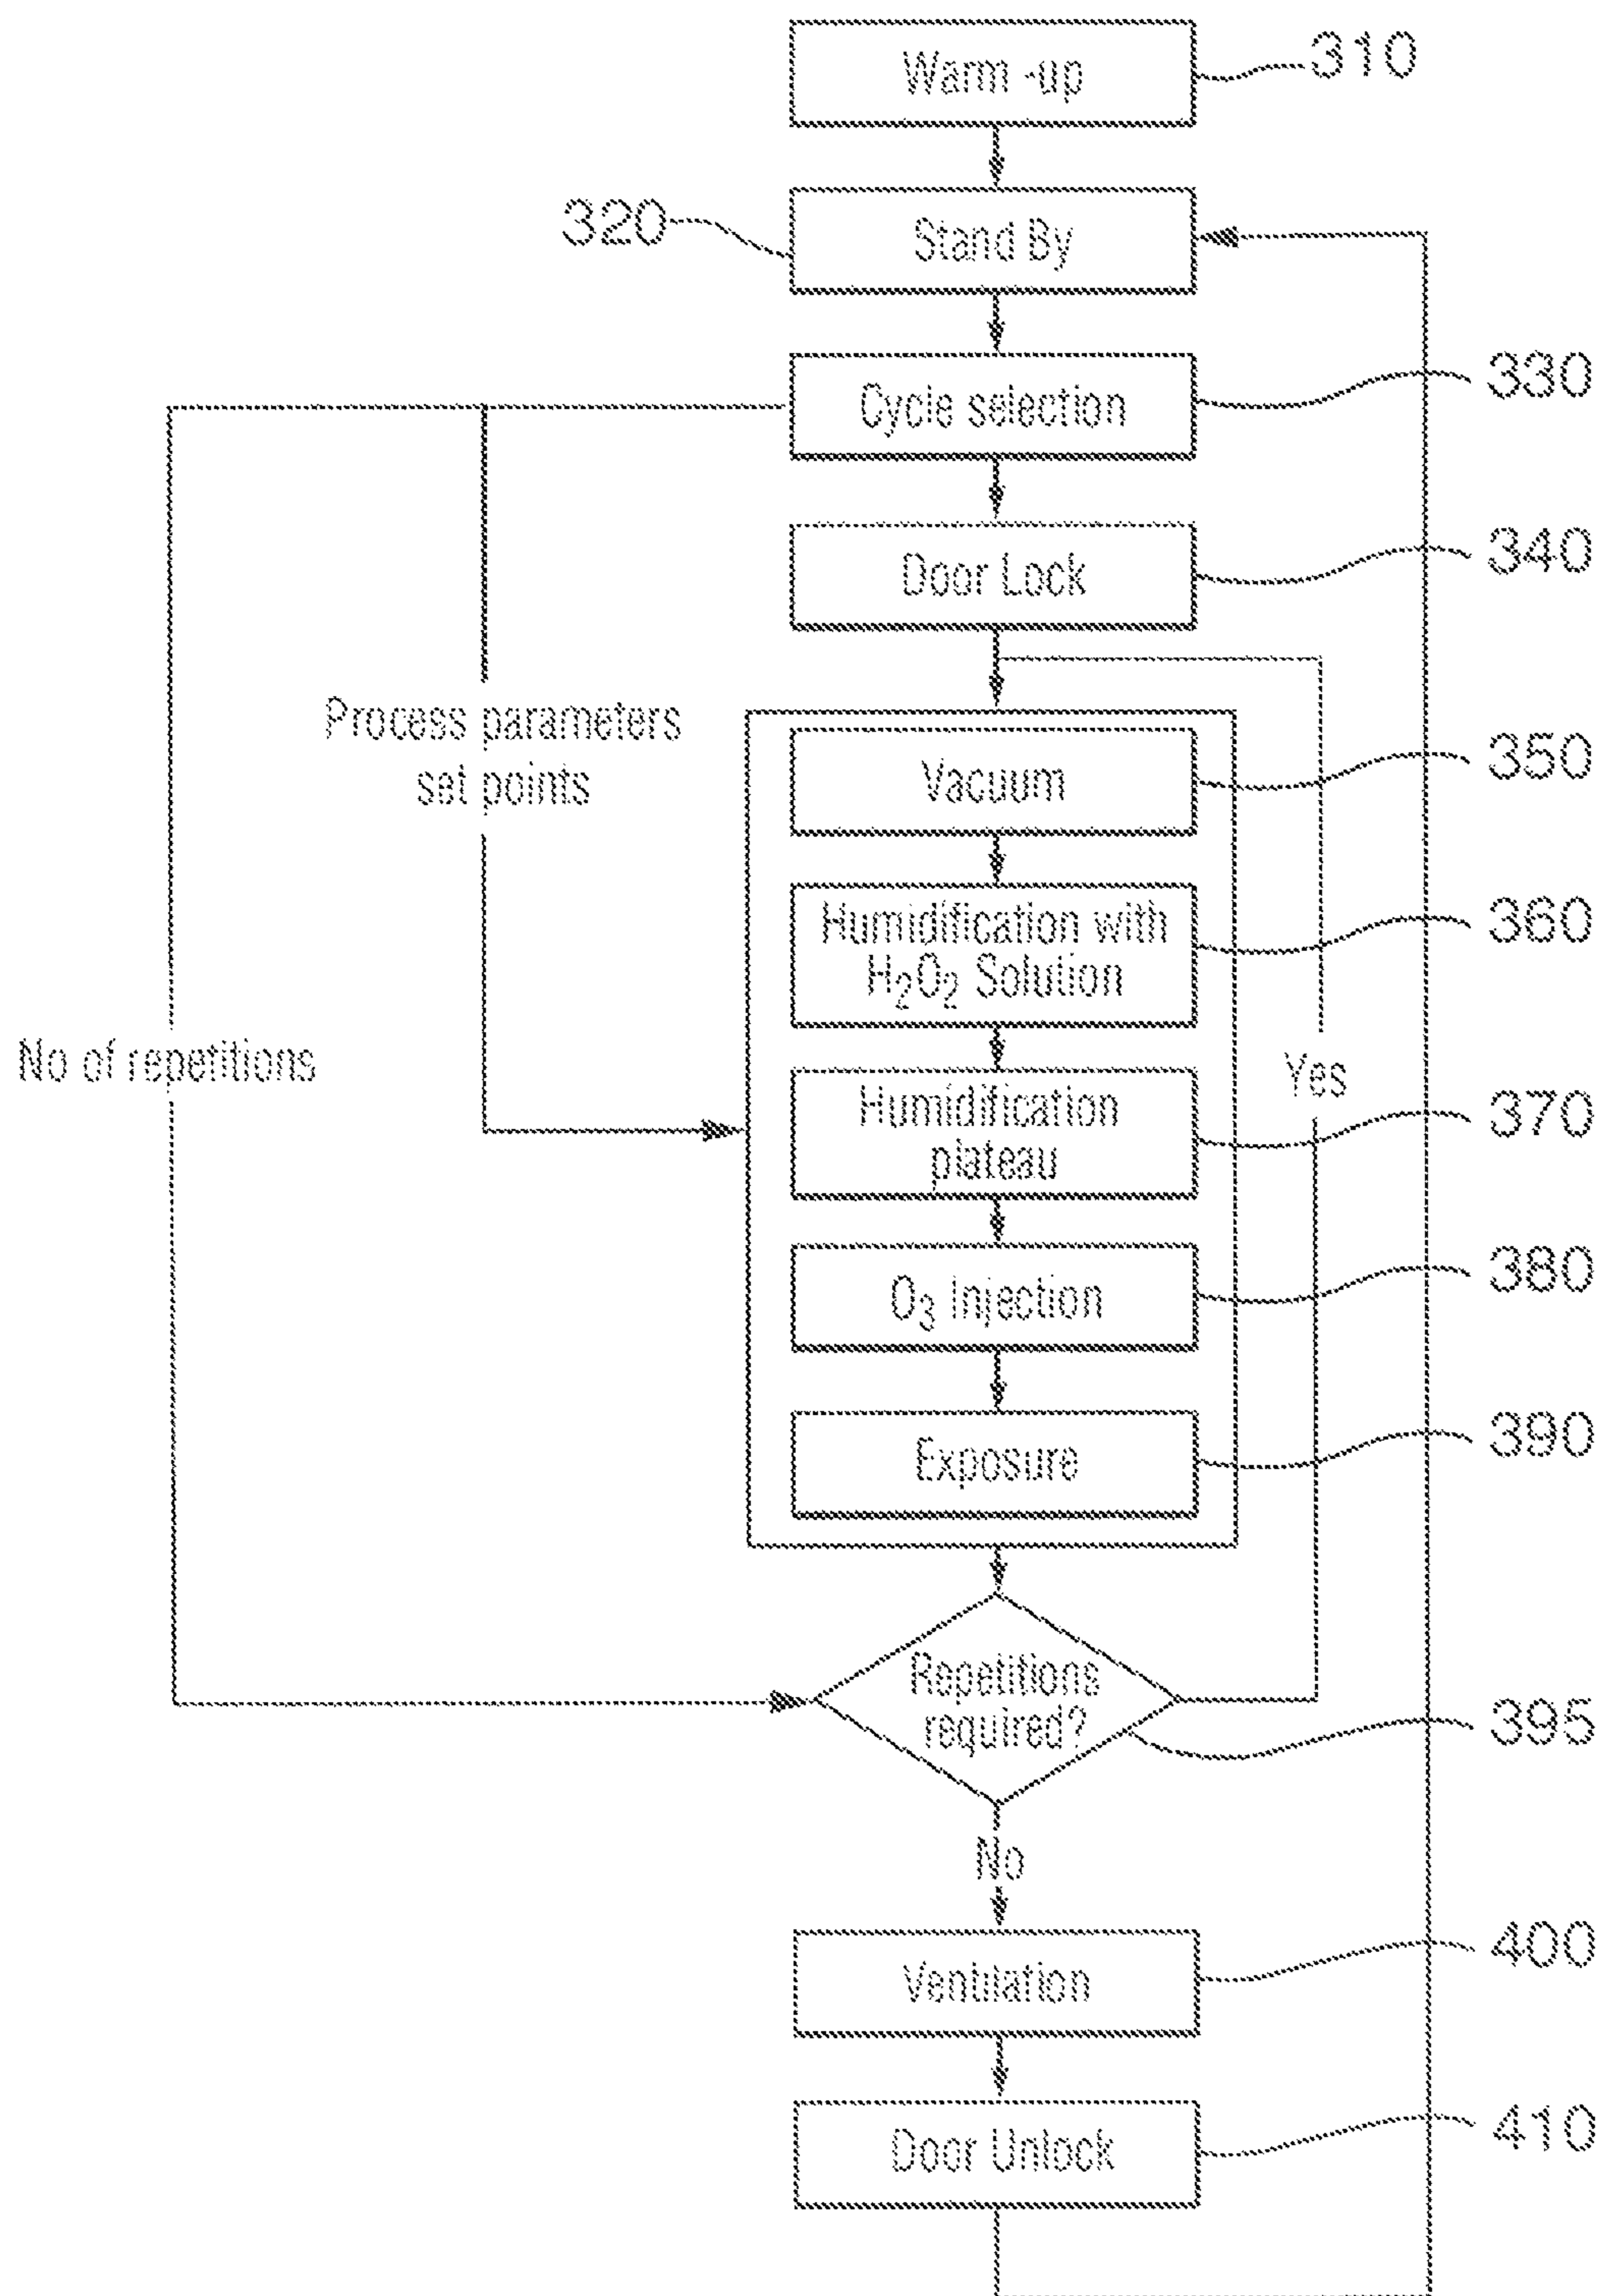 Warm -up
310
320
Stand By
Cycle selection
330
Door Lock
340
Process parameters
set points
Vacuum
350
Humidification with
H₂O₂ Solution
360
No of repetitions
Yes
Humidification
plateau
370
O₃ Injection
380
Exposure
390
Repetitions
required?
395
No
Ventilation
400
Door Unlock
410